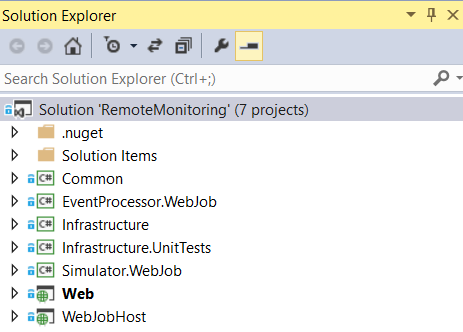 Solution Explorer
Search Solution Explorer (Ctrl+;)
Solution 'RemoteMonitoring' (7 projects)
.nuget
Solution Items
C# Common
C# EventProcessor.WebJob
C# Infrastructure
C# Infrastructure.UnitTests
C# Simulator.WebJob
Web
WebJobHost